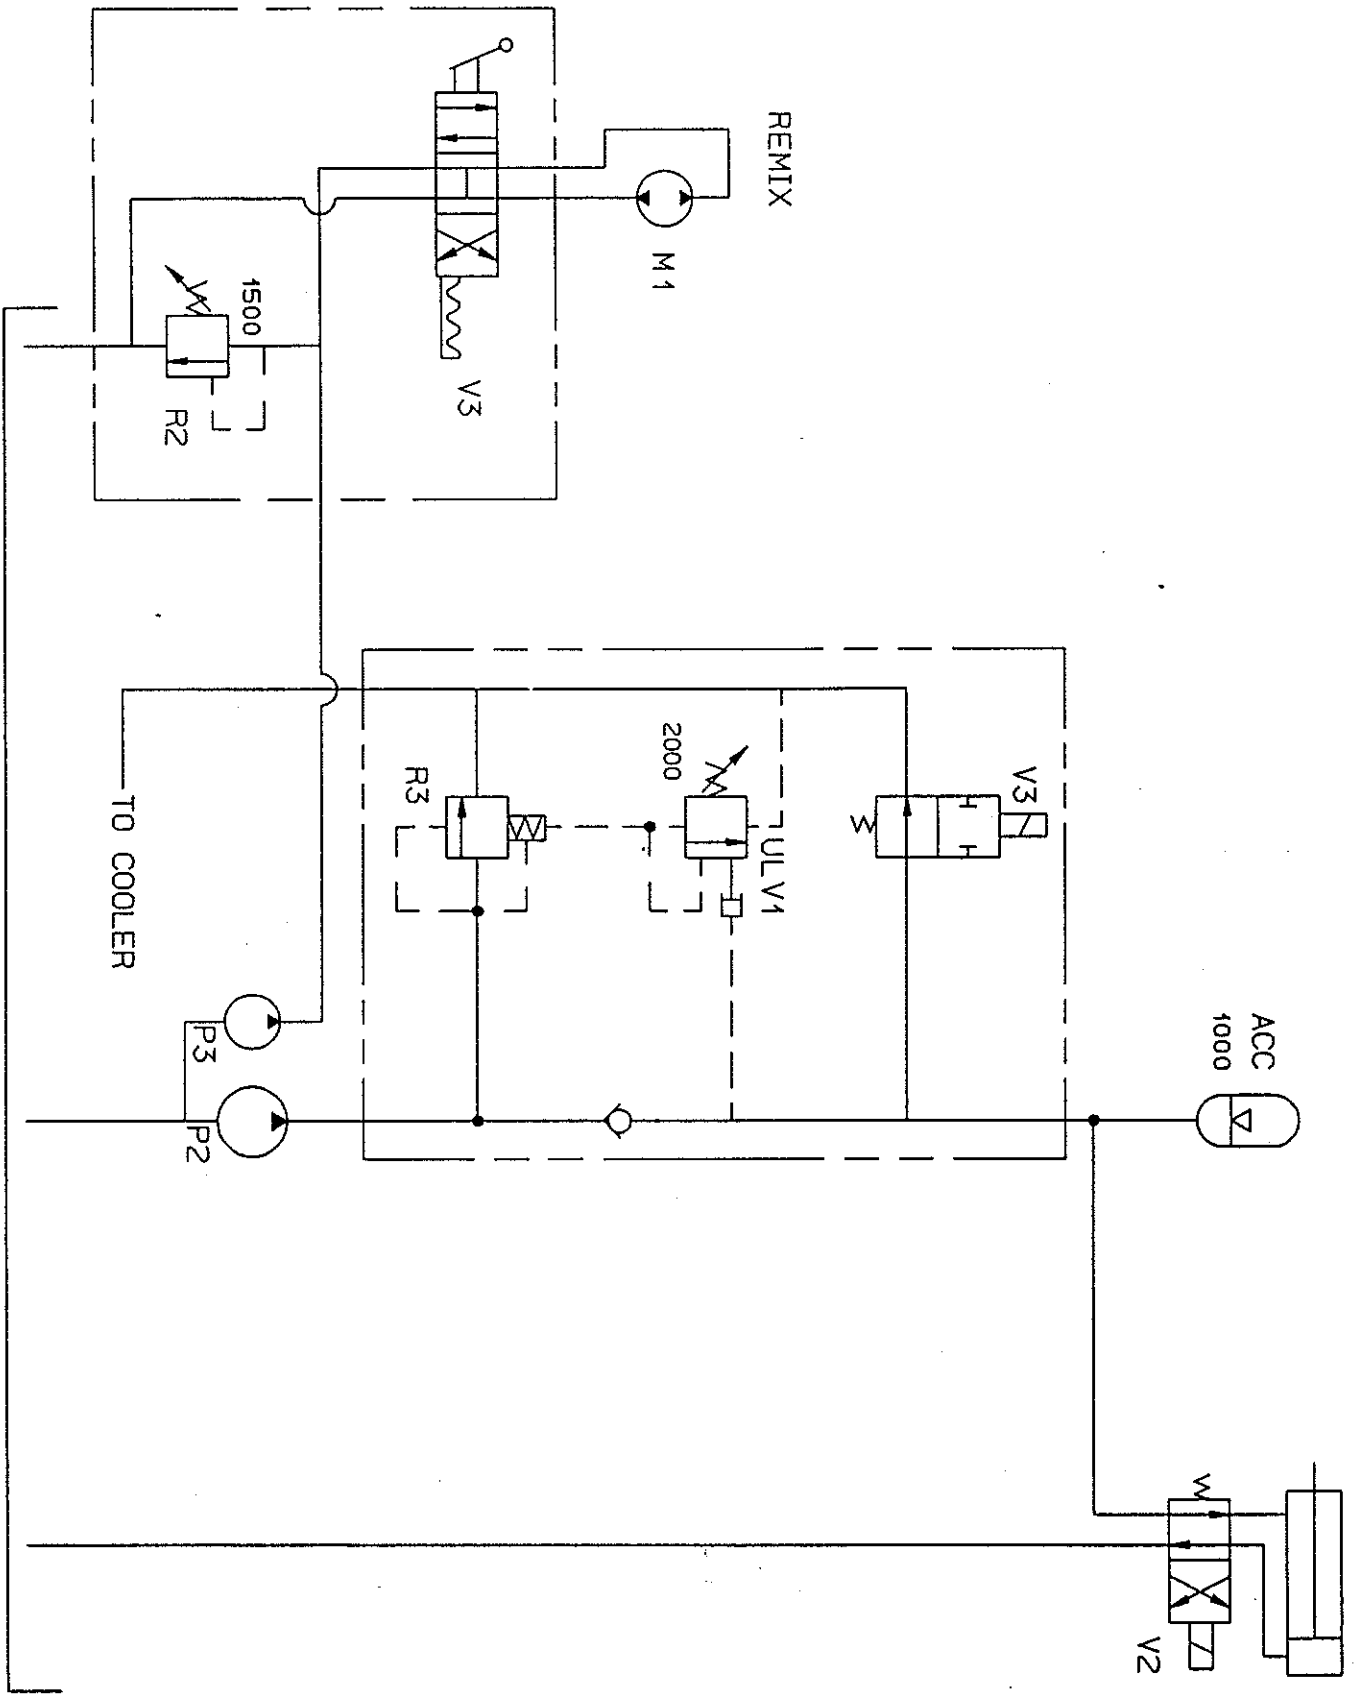 REMIX
M1
1500
V3
R2
ACC
1000
V3
2000
ULV1
R3
TO COOLER
P3
P2
V2